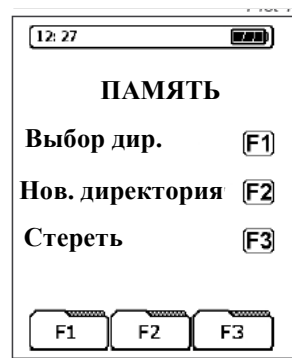 12: 27
ПАМЯТЬ
Выбор дир. F1
Нов. директория F2
Стереть F3
F1 F2 F3